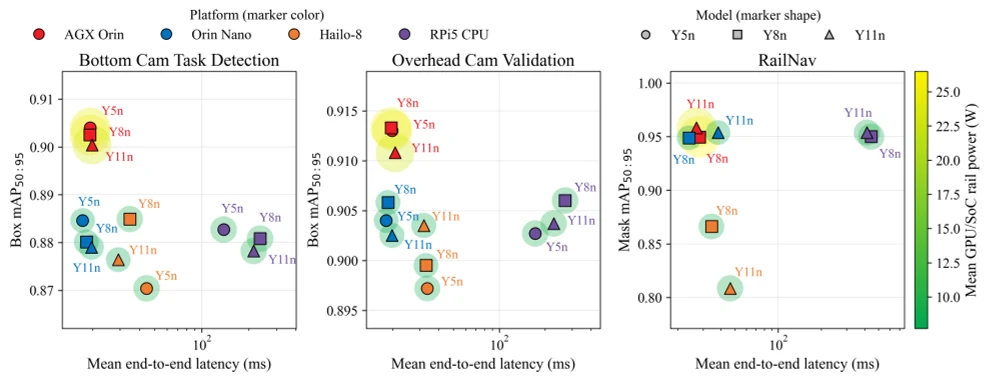 Platform (marker color)
AGX Orin
Orin Nano
Hailo-8
RPi5 CPU
Model (marker shape)
Y5n
Y8n
Y11n
Bottom Cam Task Detection
0.91
0.90
0.89
0.88
0.87
Box mAP50:95
Y5n
Y8n
Y11n
Y5n
Y8n
Y11n
Y8n
Y11n
Y5n
Y5n
Y8n
Y11n
10²
Mean end-to-end latency (ms)
Overhead Cam Validation
0.915
0.910
0.905
0.900
0.895
Box mAP50:95
Y8n
Y5n
Y11n
Y8n
Y5n
Y11n
Y11n
Y8n
Y5n
Y8n
Y11n
Y5n
10²
Mean end-to-end latency (ms)
RailNav
1.00
0.95
0.90
0.85
0.80
Mask mAP50:95
Y11n
Y11n
Y8n
Y8n
Y11n
Y8n
Y8n
Y11n
10²
Mean end-to-end latency (ms)
25.0
22.5
20.0
17.5
15.0
12.5
10.0
Mean GPU/SoC rail power (W)